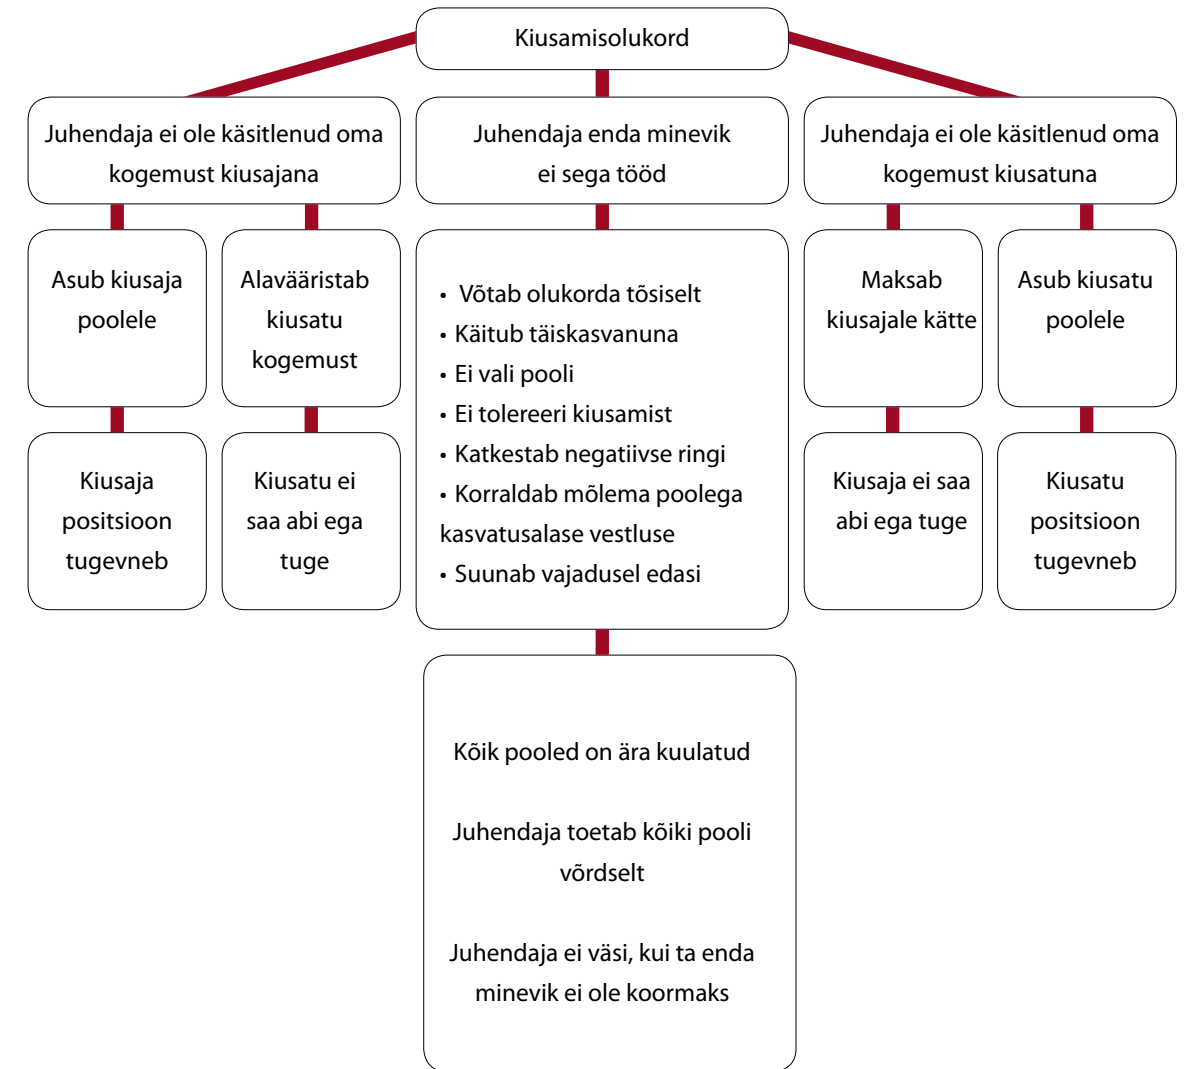 Kiusamisolukord
Juhendaja ei ole käsitlenud oma
kogemust kiusajana
Juhendaja enda minevik
ei sega tööd
Juhendaja ei ole käsitlenud oma
kogemust kiusatuna
Asub kiusaja
poolele
Alavääristab
kiusatu
kogemust
• Võtab olukorda tõsiselt
• Käitub täiskasvanuna
• Ei vali pooli
• Ei tolereeri kiusamist
• Katkestab negatiivse ringi
• Korraldab mõlema poolega
kasvatusalase vestluse
• Suunab vajadusel edasi
Maksab
kiusajale kätte
Asub kiusatu
poolele
Kiusaja
positsioon
tugevneb
Kiusatu ei
saa abi ega
tuge
Kiusaja ei saa
abi ega tuge
Kiusatu
positsioon
tugevneb
Kõik pooled on ära kuulatud
Juhendaja toetab kõiki pooli
võrdselt
Juhendaja ei väsi, kui ta enda
minevik ei ole koormaks